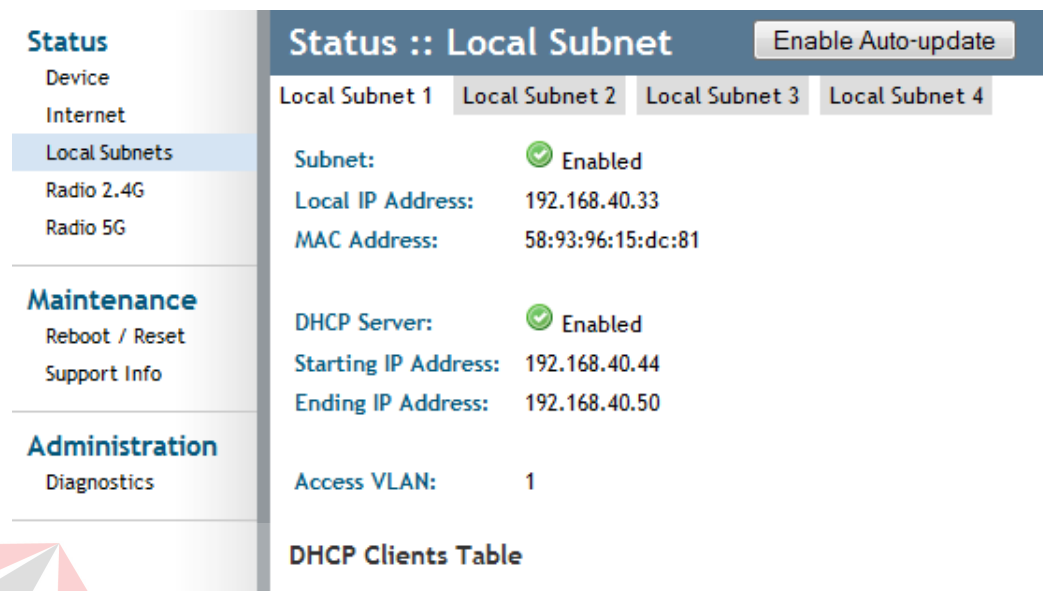 Status
Device
Internet
Local Subnets
Radio 2.4G
Radio 5G
Maintenance
Reboot / Reset
Support Info
Administration
Diagnostics
Status :: Local Subnet
Enable Auto-update
Local Subnet 1 Local Subnet 2 Local Subnet 3 Local Subnet 4
Subnet: Enabled
Local IP Address: 192.168.40.33
MAC Address: 58:93:96:15:dc:81
DHCP Server: Enabled
Starting IP Address: 192.168.40.44
Ending IP Address: 192.168.40.50
Access VLAN: 1
DHCP Clients Table